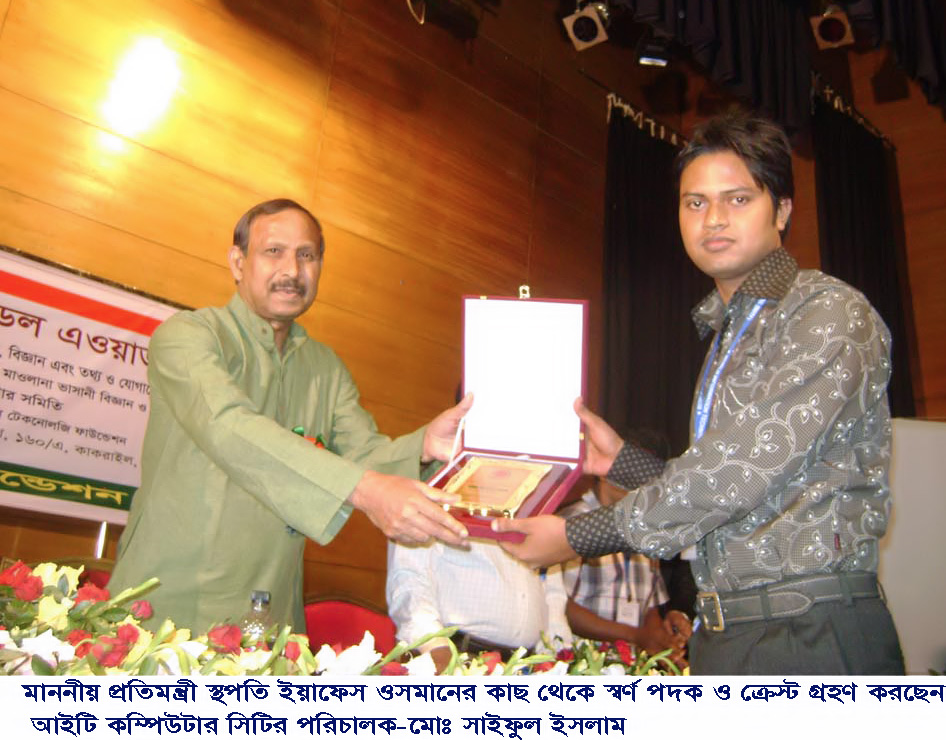 ডেল এওয়ার্ড
বিজ্ঞান এবং তথ্য ও যোগাযো
মাওলানা ভাসানী বিজ্ঞান ও
সমিতি
টেকনোলজি ফাউন্ডেশন
১৬০/এ, কাকরাইল,
ন্ডেশন
মাননীয় প্রতিমন্ত্রী স্থপতি ইয়াফেস ওসমানের কাছ থেকে স্বর্ণ পদক ও ক্রেস্ট গ্রহণ করছেন
আইটি কম্পিউটার সিটির পরিচালক-মোঃ সাইফুল ইসলাম